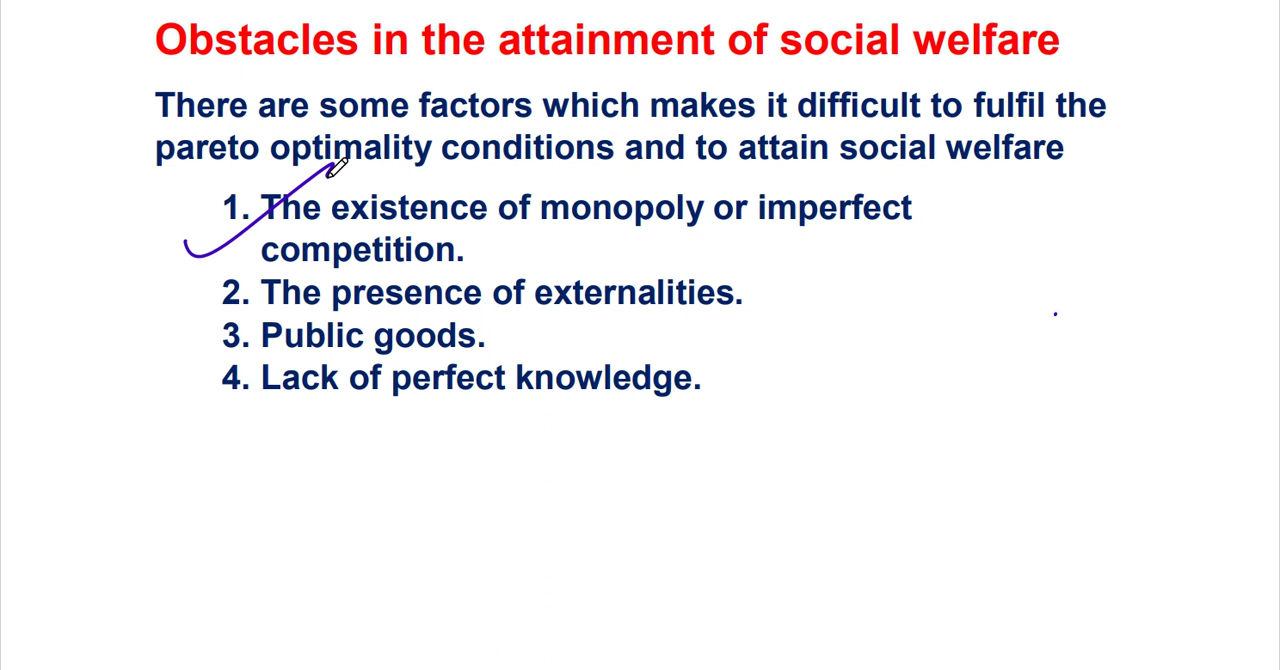 Obstacles in the attainment of social welfare
There are some factors which makes it difficult to fulfil the
pareto optimality conditions and to attain social welfare
1. The existence of monopoly or imperfect
competition.
2. The presence of externalities.
3. Public goods.
4. Lack of perfect knowledge.